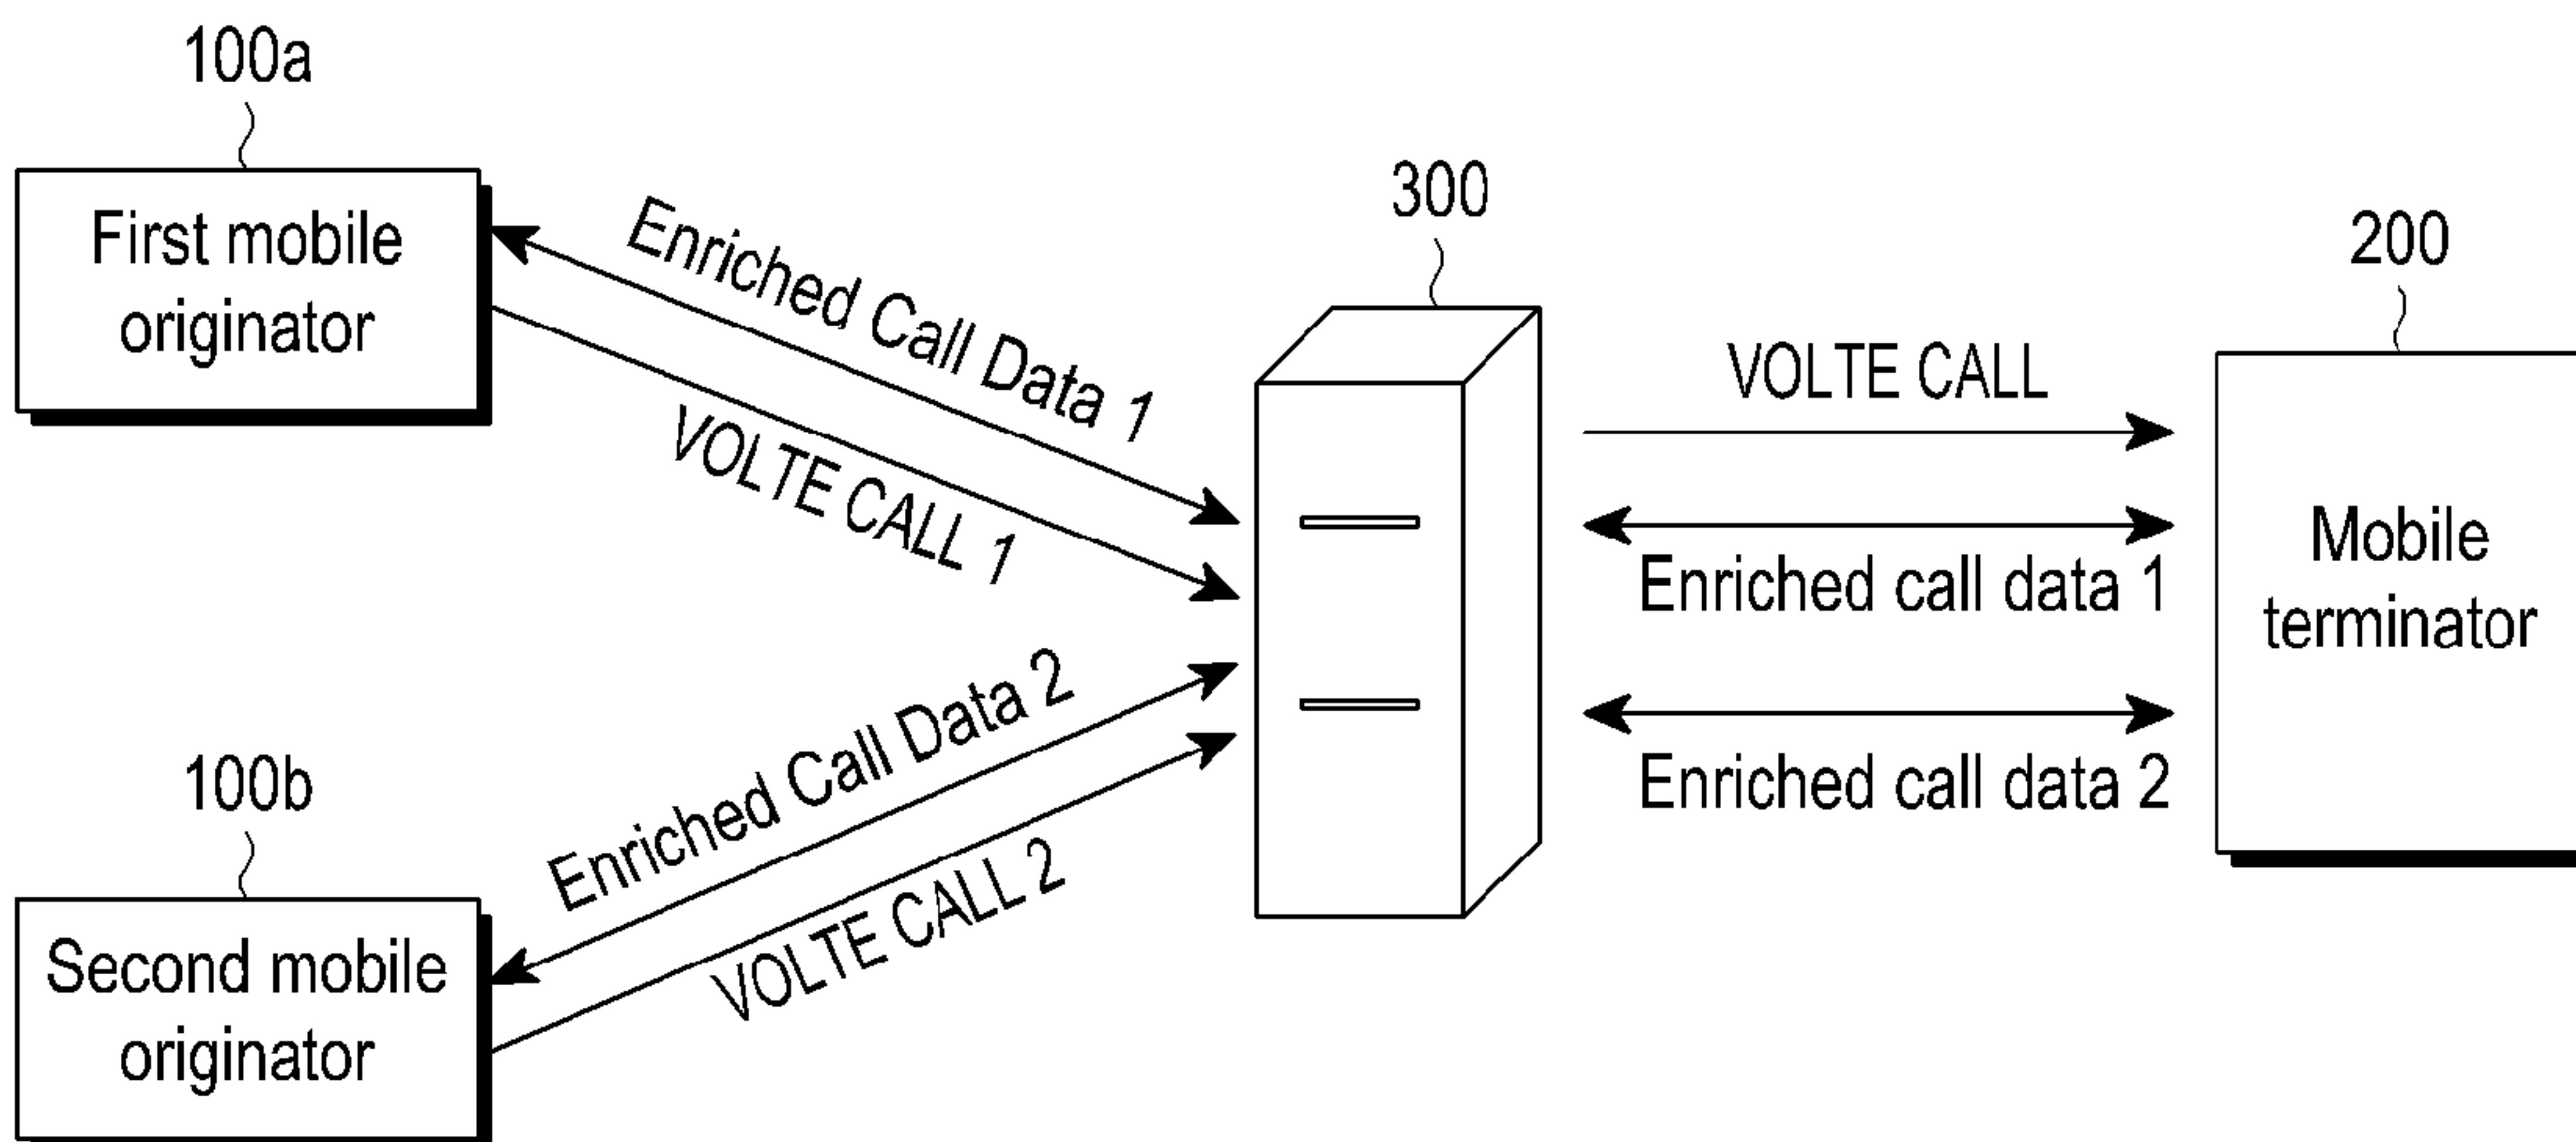 100a
First mobile
originator
Enriched Call Data 1
VOLTE CALL 1
100b
Second mobile
originator
Enriched Call Data 2
VOLTE CALL 2
300
VOLTE CALL
Enriched call data 1
Enriched call data 2
200
Mobile
terminator